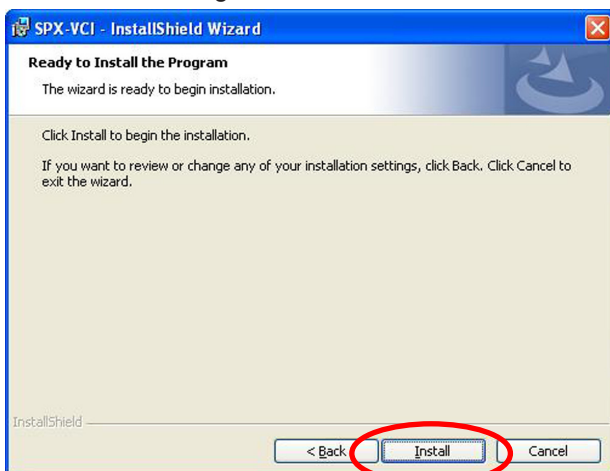 SPX-VCI - InstallShield Wizard
Ready to Install the Program
The wizard is ready to begin installation.
Click Install to begin the installation.
If you want to review or change any of your installation settings, click Back. Click Cancel to
exit the wizard.
InstallShield
< Back Install Cancel